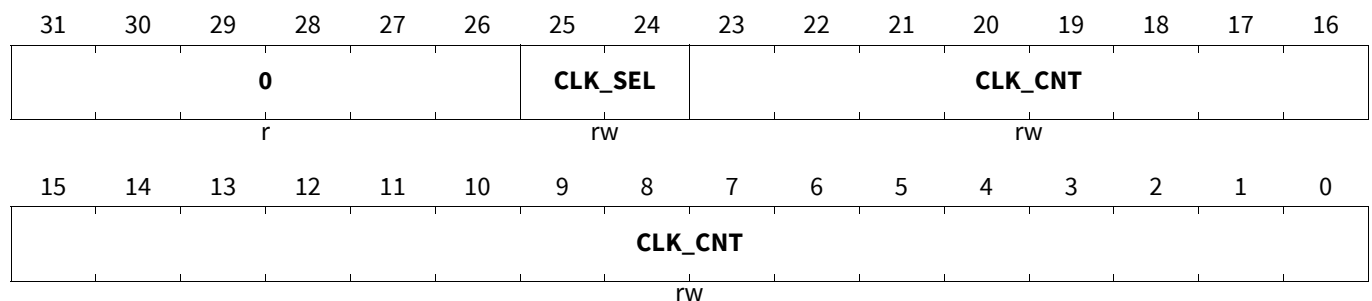 31 30 29 28 27 26 25 24 23 22 21 20 19 18 17 16
0 CLK_SEL CLK_CNT
r rw rw
15 14 13 12 11 10 9 8 7 6 5 4 3 2 1 0
CLK_CNT
rw